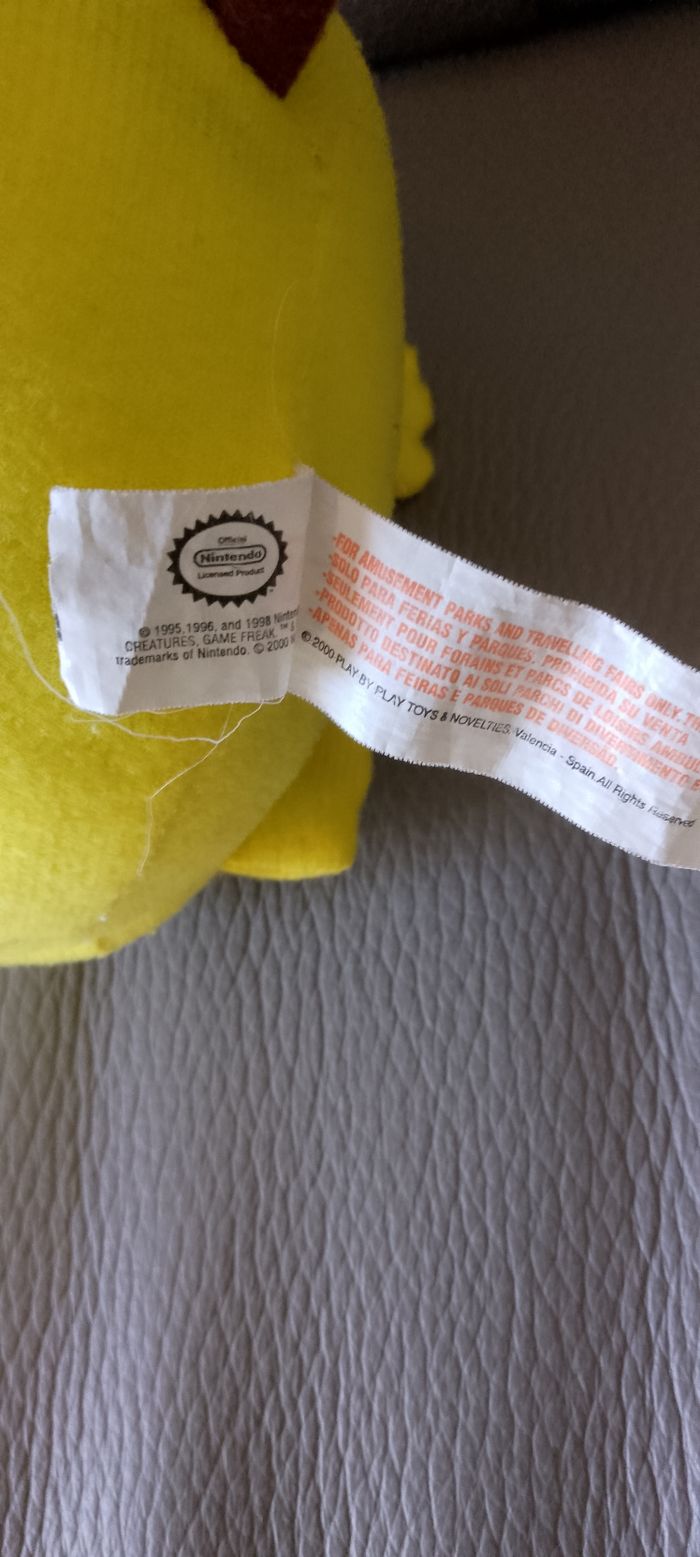 Official
Nintendo
Licensed Product
© 1995, 1996, and 1998
CREATURES, GAME FREAK. ™
trademarks of Nintendo. © 2000
-FOR AMUSEMENT PARKS AND TRAVELLING FAIRS ONLY.
-SOLO PARA FERIAS Y PARQUES. PROHIBIDA SU VENTA
-SEULEMENT POUR FORAINS ET PARCS DE
-PRODOTTO DESTINATO AI SOLI PARCHI DI DIVERTIMENTO E
-APENAS PARA FEIRAS E PARQUES DE DIVERSAO.
© 2000 PLAY BY PLAY TOYS & NOVELTIES. Valencia - Spain.All Rights Reserved